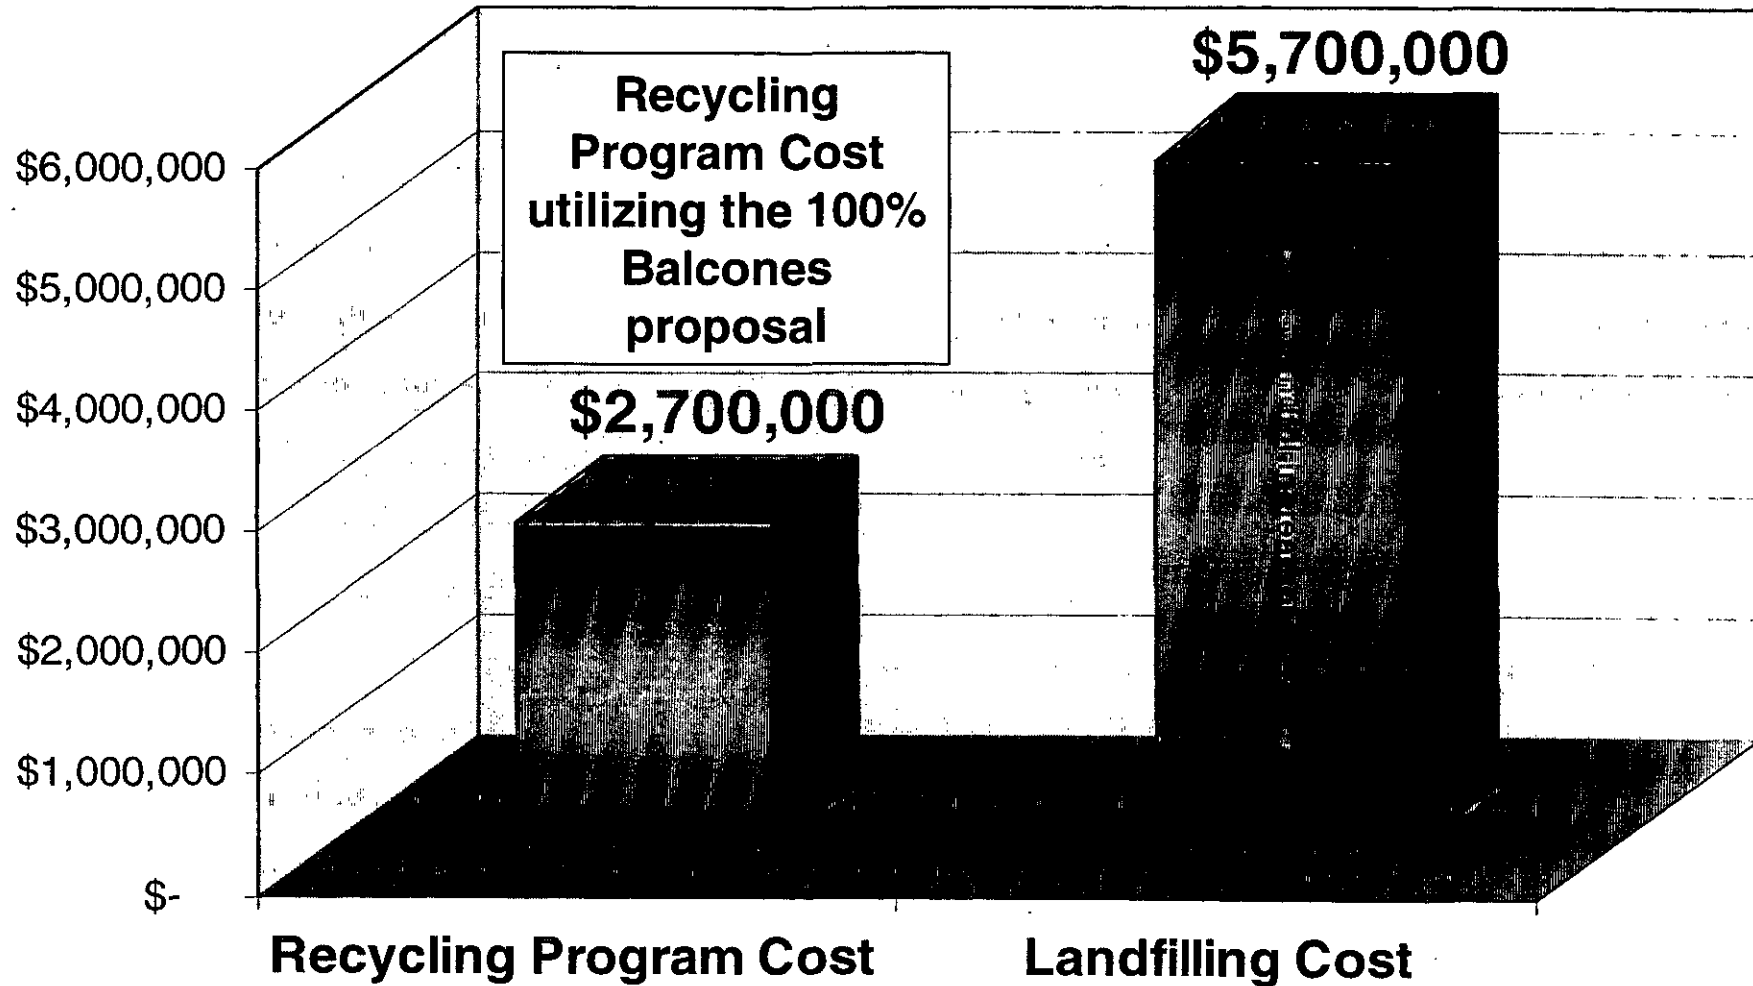 $5,700,000
Recycling
Program Cost
utilizing the 100%
Balcones
proposal
$2,700,000
$6,000,000
$5,000,000
$4,000,000
$3,000,000
$2,000,000
$1,000,000
$-
Recycling Program Cost
Landfilling Cost